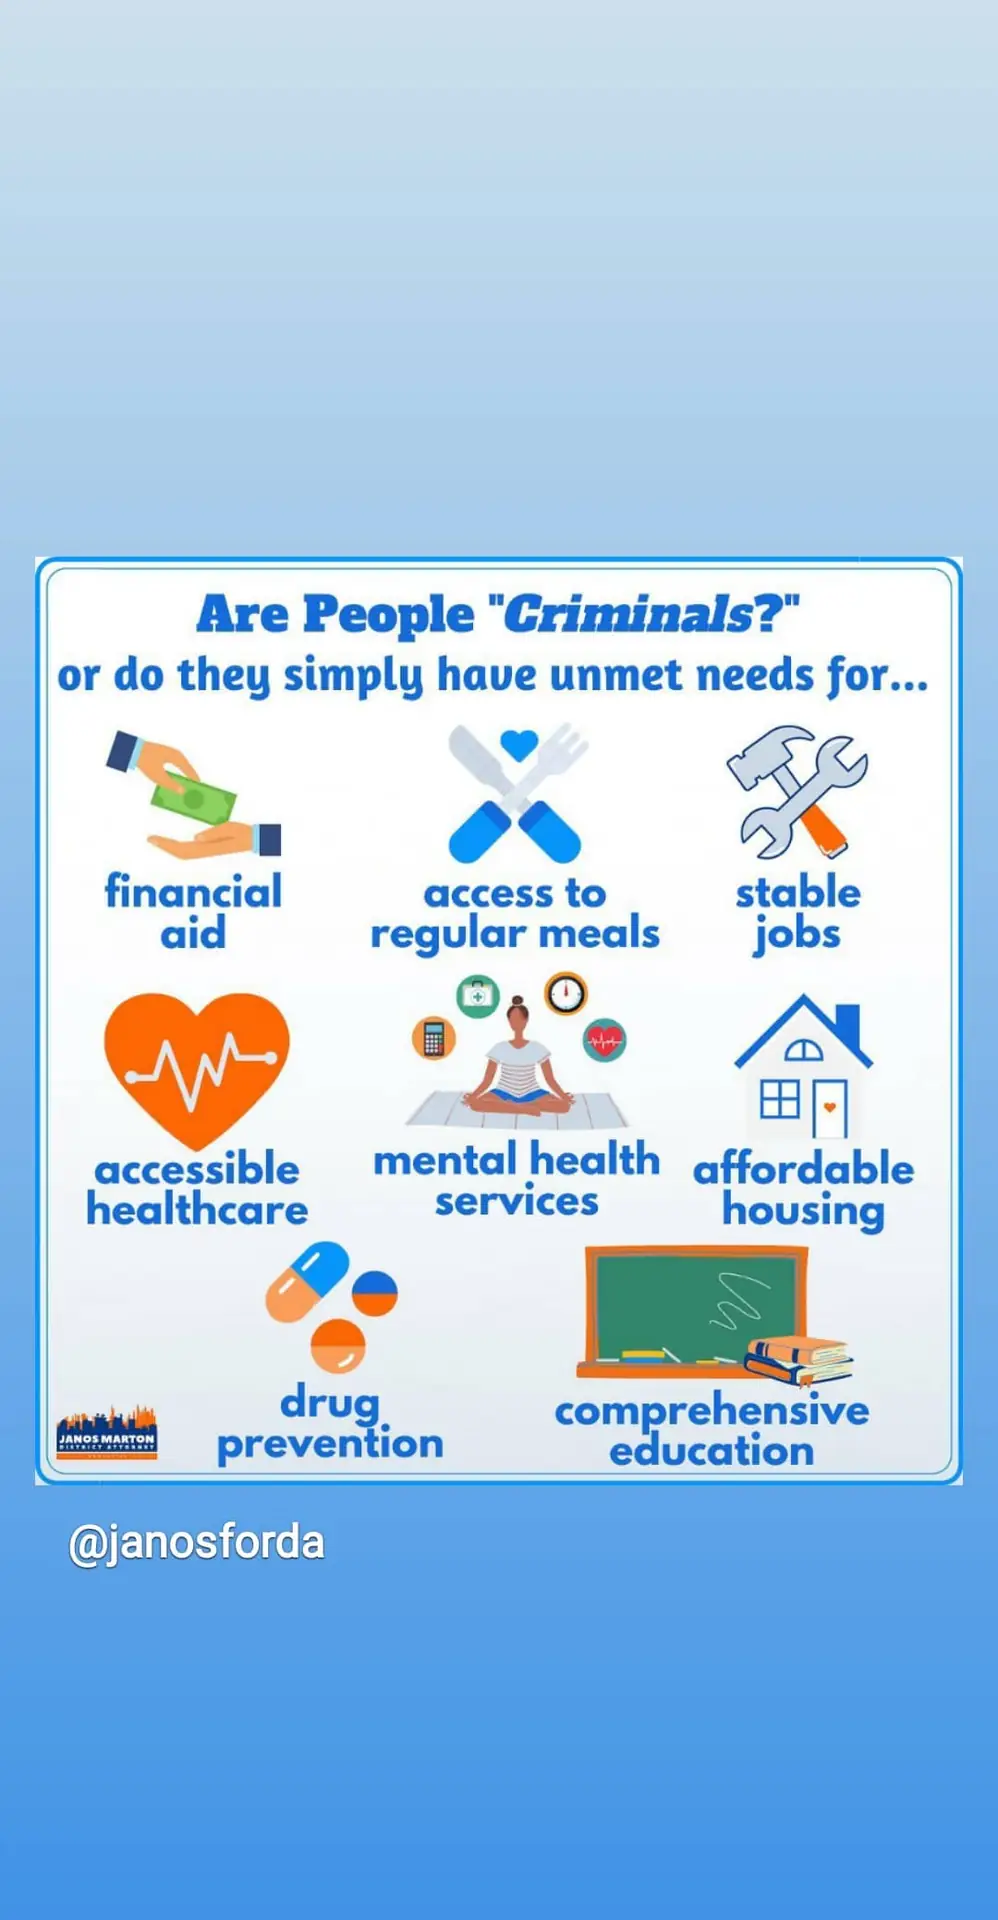 Are People "Criminals?"
or do they simply have unmet needs for...
financial
aid
access to
regular meals
stable
jobs
accessible
healthcare
mental health
services
affordable
housing
drug
prevention
comprehensive
education
JANOS MARTON
DISTRICT ATTORNEY
@janosforda